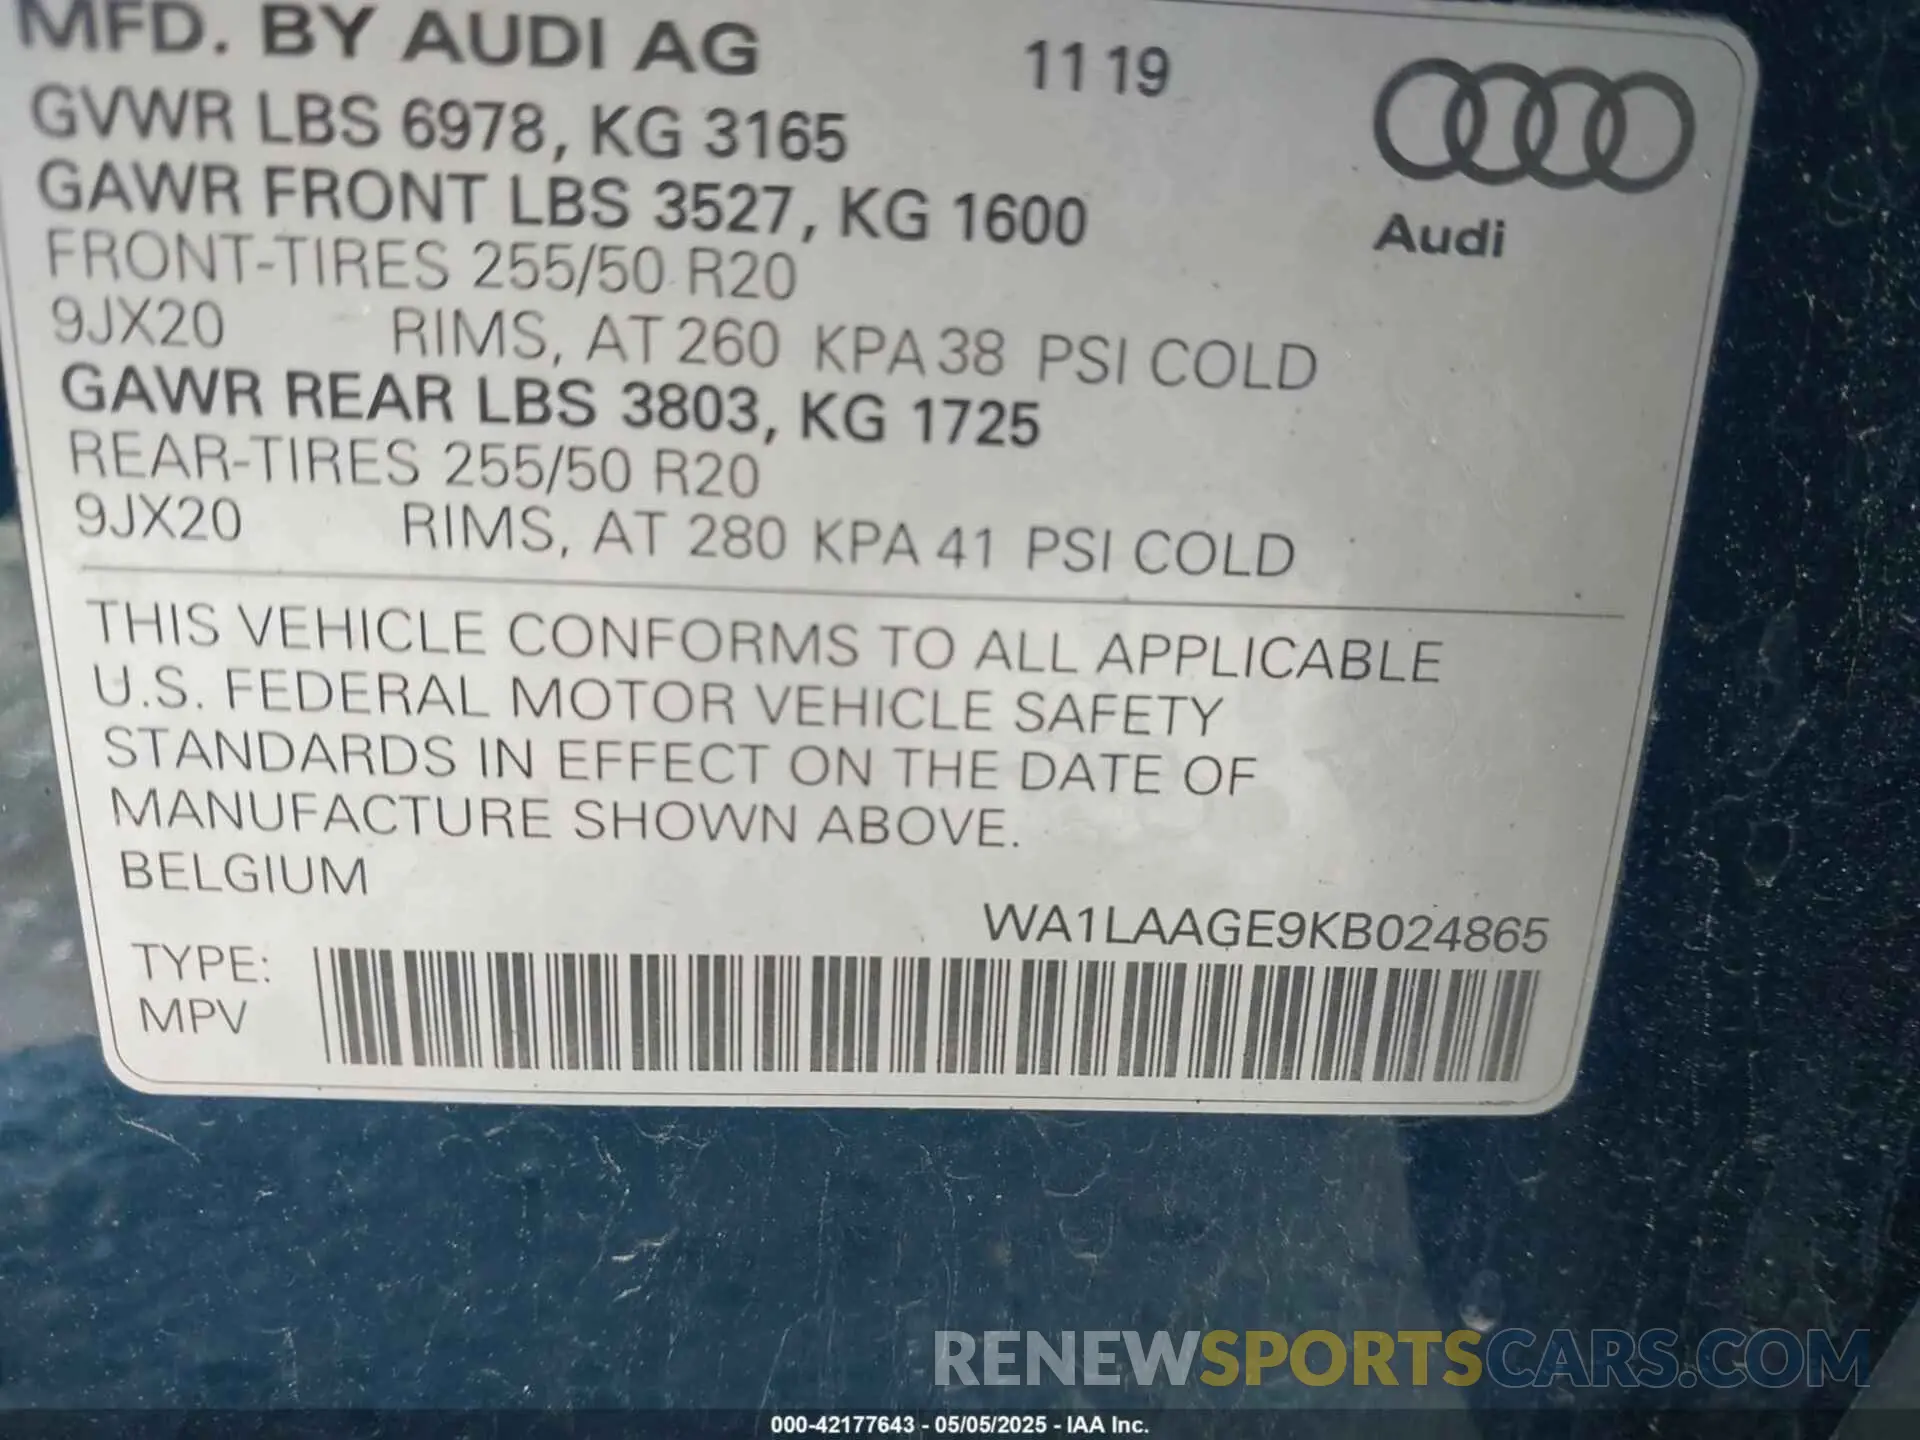 MFD. BY AUDI AG 11 19
GVWR LBS 6978, KG 3165
GAWR FRONT LBS 3527, KG 1600
Audi
FRONT-TIRES 255/50 R20
9JX20 RIMS, AT 260 KPA 38 PSI COLD
GAWR REAR LBS 3803, KG 1725
REAR-TIRES 255/50 R20
9JX20 RIMS, AT 280 KPA 41 PSI COLD
THIS VEHICLE CONFORMS TO ALL APPLICABLE
U.S. FEDERAL MOTOR VEHICLE SAFETY
STANDARDS IN EFFECT ON THE DATE OF
MANUFACTURE SHOWN ABOVE.
BELGIUM
WA1LAAGE9KB024865
TYPE:
MPV
RENEWSPORTSCARS.COM
000-42177643 - 05/05/2025 - IAA Inc.